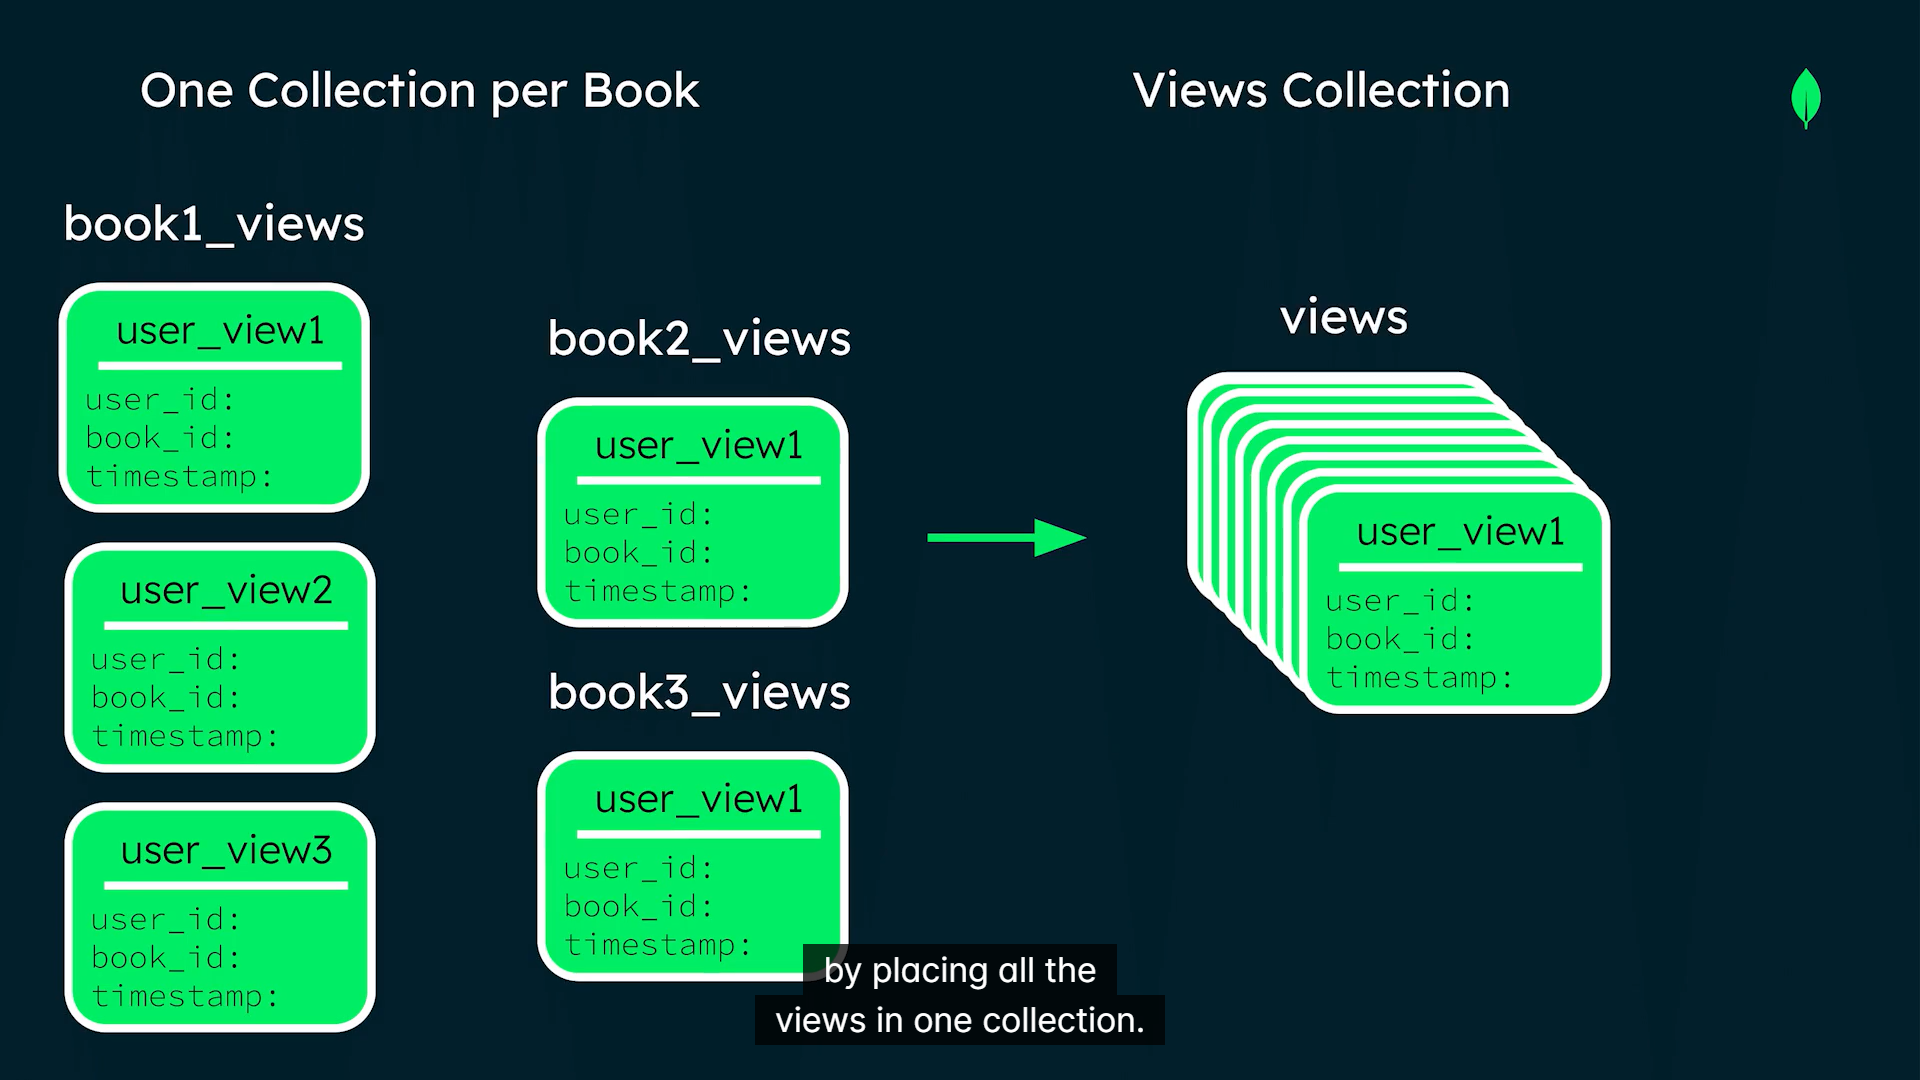 One Collection per Book
Views Collection
book1_views
user_view1
user_id:
book_id:
timestamp:
user_view2
user_id:
book_id:
timestamp:
user_view3
user_id:
book_id:
timestamp:
book2_views
user_view1
user_id:
book_id:
timestamp:
book3_views
user_view1
user_id:
book_id:
timestamp:
views
user_view1
user_id:
book_id:
timestamp:
by placing all the
views in one collection.